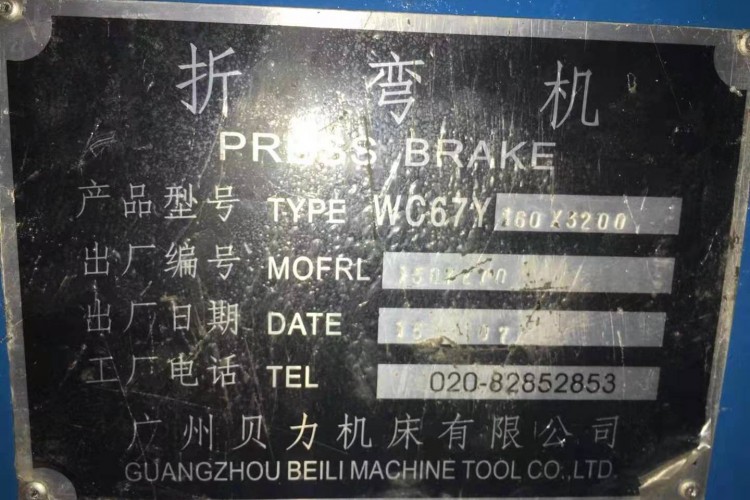 折弯机
PRESS BRAKE
产品型号 TYPE WC67Y 160X3200
出厂编号 MOFRL
出厂日期 DATE
工厂电话 TEL 020-82852853
广州贝力机床有限公司
GUANGZHOU BEILI MACHINE TOOL CO.,LTD.